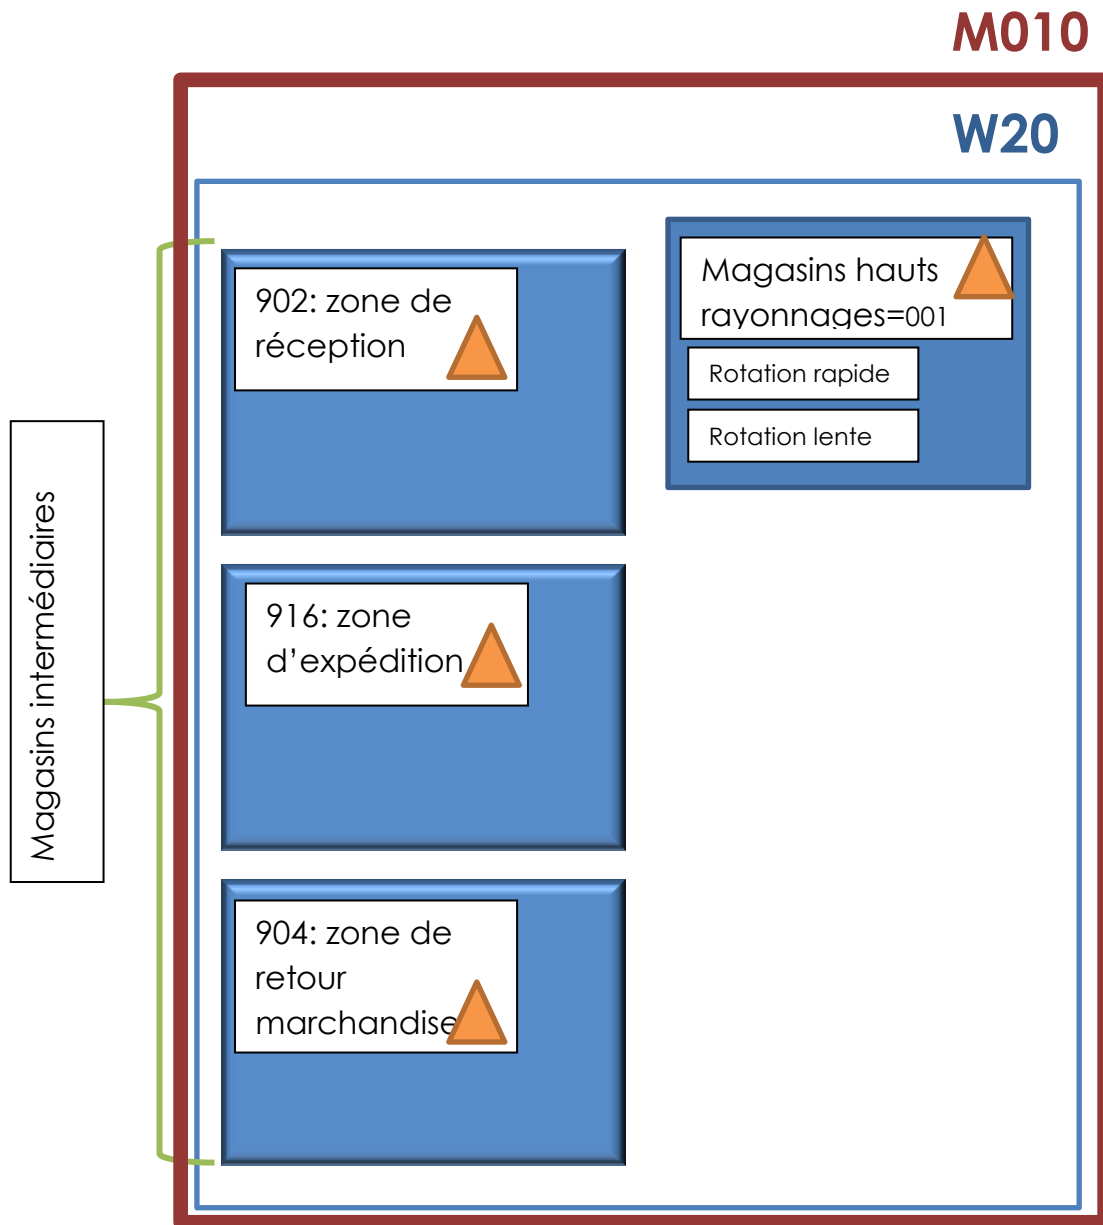 M010
W20
Magasins intermédiaires
902: zone de
réception
916: zone
d’expédition
904: zone de
retour
marchandise
Magasins hauts
rayonnages=001
Rotation rapide
Rotation lente